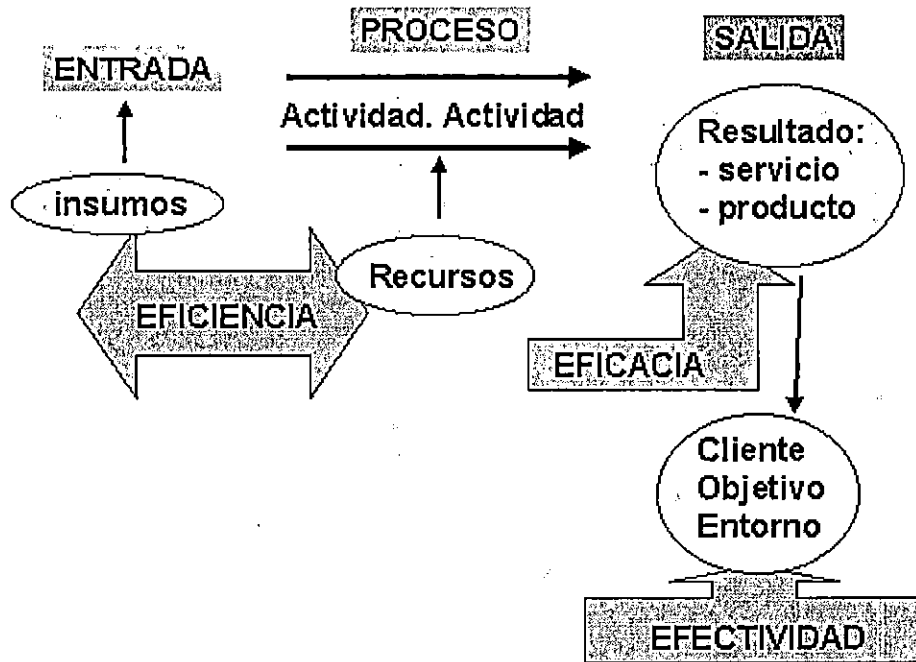 PROCESO
SALIDA
ENTRADA
Actividad. Actividad
Resultado:
- servicio
- producto
insumos
Recursos
EFICIENCIA
EFICACIA
Cliente
Objetivo
Entorno
EFECTIVIDAD